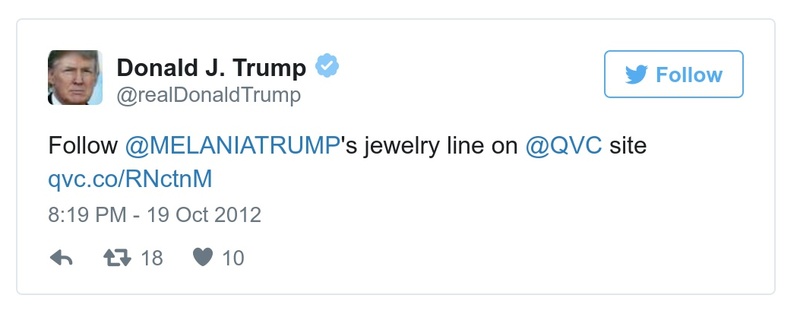 Donald J. Trump
@realDonaldTrump
Follow
Follow @MELANIATRUMP's jewelry line on @QVC site
qvc.co/RNctnM
8:19 PM - 19 Oct 2012
18 10